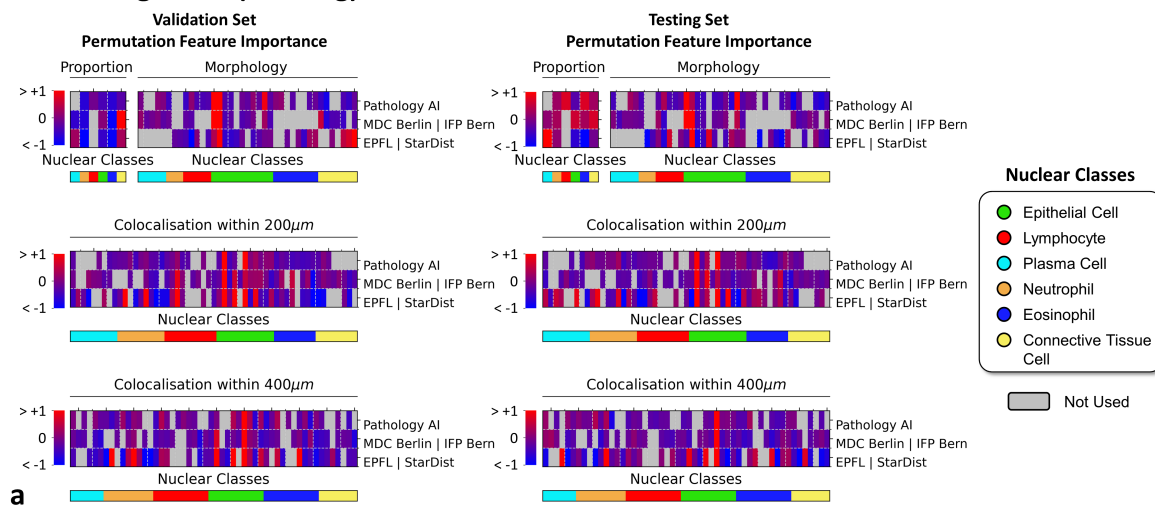 Validation Set
Permutation Feature Importance
Proportion
Morphology
> +1
0
< -1
Pathology AI
MDC Berlin | IFP Bern
EPFL | StarDist
Nuclear Classes
Nuclear Classes
Colocalisation within 200μm
> +1
0
< -1
Pathology AI
MDC Berlin | IFP Bern
EPFL | StarDist
Nuclear Classes
Colocalisation within 400μm
> +1
0
< -1
Pathology AI
MDC Berlin | IFP Bern
EPFL | StarDist
Nuclear Classes
a
Testing Set
Permutation Feature Importance
Proportion
Morphology
> +1
0
< -1
Pathology AI
MDC Berlin | IFP Bern
EPFL | StarDist
Nuclear Classes
Nuclear Classes
Colocalisation within 200μm
> +1
0
< -1
Pathology AI
MDC Berlin | IFP Bern
EPFL | StarDist
Nuclear Classes
Colocalisation within 400μm
> +1
0
< -1
Pathology AI
MDC Berlin | IFP Bern
EPFL | StarDist
Nuclear Classes
Nuclear Classes
Epithelial Cell
Lymphocyte
Plasma Cell
Neutrophil
Eosinophil
Connective Tissue
Cell
Not Used